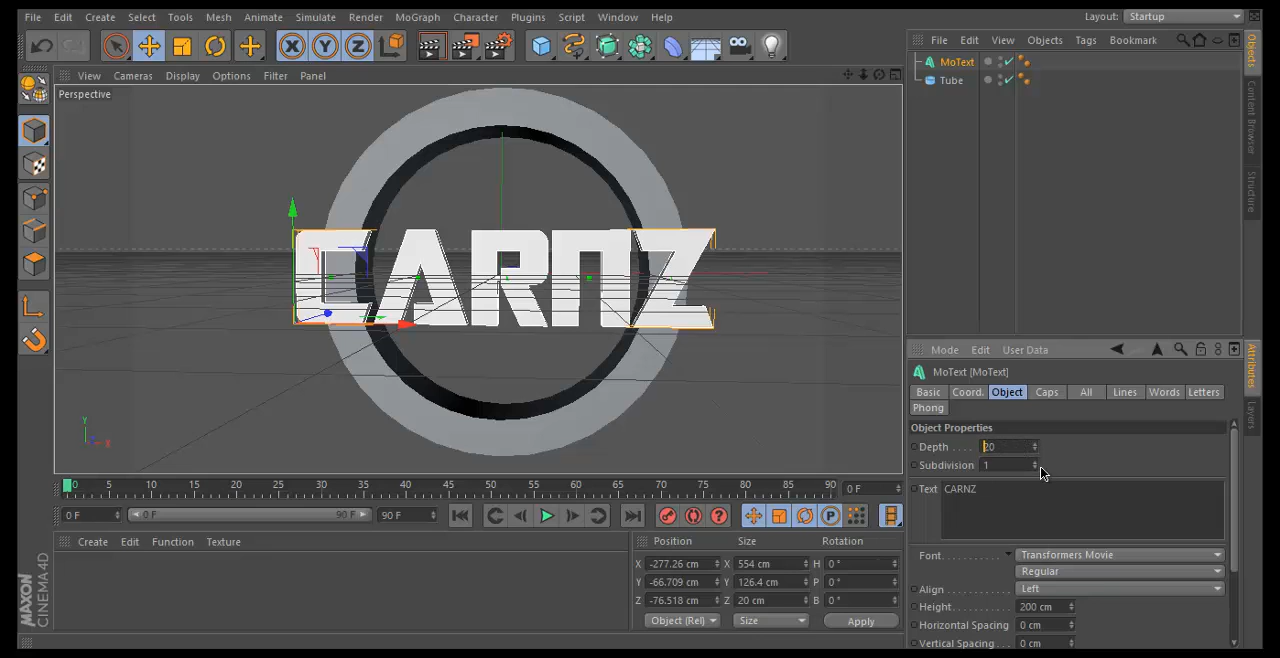 File Edit Create Select Tools Mesh Animate Simulate Render MoGraph Character Plugins Script Window Help Layout: Startup
X Y Z
File Edit View Objects Tags Bookmark
View Cameras Display Options Filter Panel
Perspective
MoText
Tube
Objects
Content Browser
Structure
CARNZ
Y
X
Mode Edit User Data
MoText [MoText]
Basic Coord. Object Caps All Lines Words Letters
Phong
Attributes
Layers
Object Properties
Depth . . . . 20
Subdivision 1
Text CARNZ
Font. . . . . . . . . . . Transformers Movie
Regular
Align . . . . . . . . . . Left
Height. . . . . . . . . . 200 cm
Horizontal Spacing 0 cm
Vertical Spacing . . . 0 cm
0 5 10 15 20 25 30 35 40 45 50 55 60 65 70 75 80 85 90 0 F
0 F 0 F 90 F 90 F P
Create Edit Function Texture
Position Size Rotation
X -277.26 cm X 554 cm H 0 °
Y -66.709 cm Y 126.4 cm P 0 °
Z -76.518 cm Z 20 cm B 0 °
Object (Rel) Size Apply
MAXON
CINEMA 4D